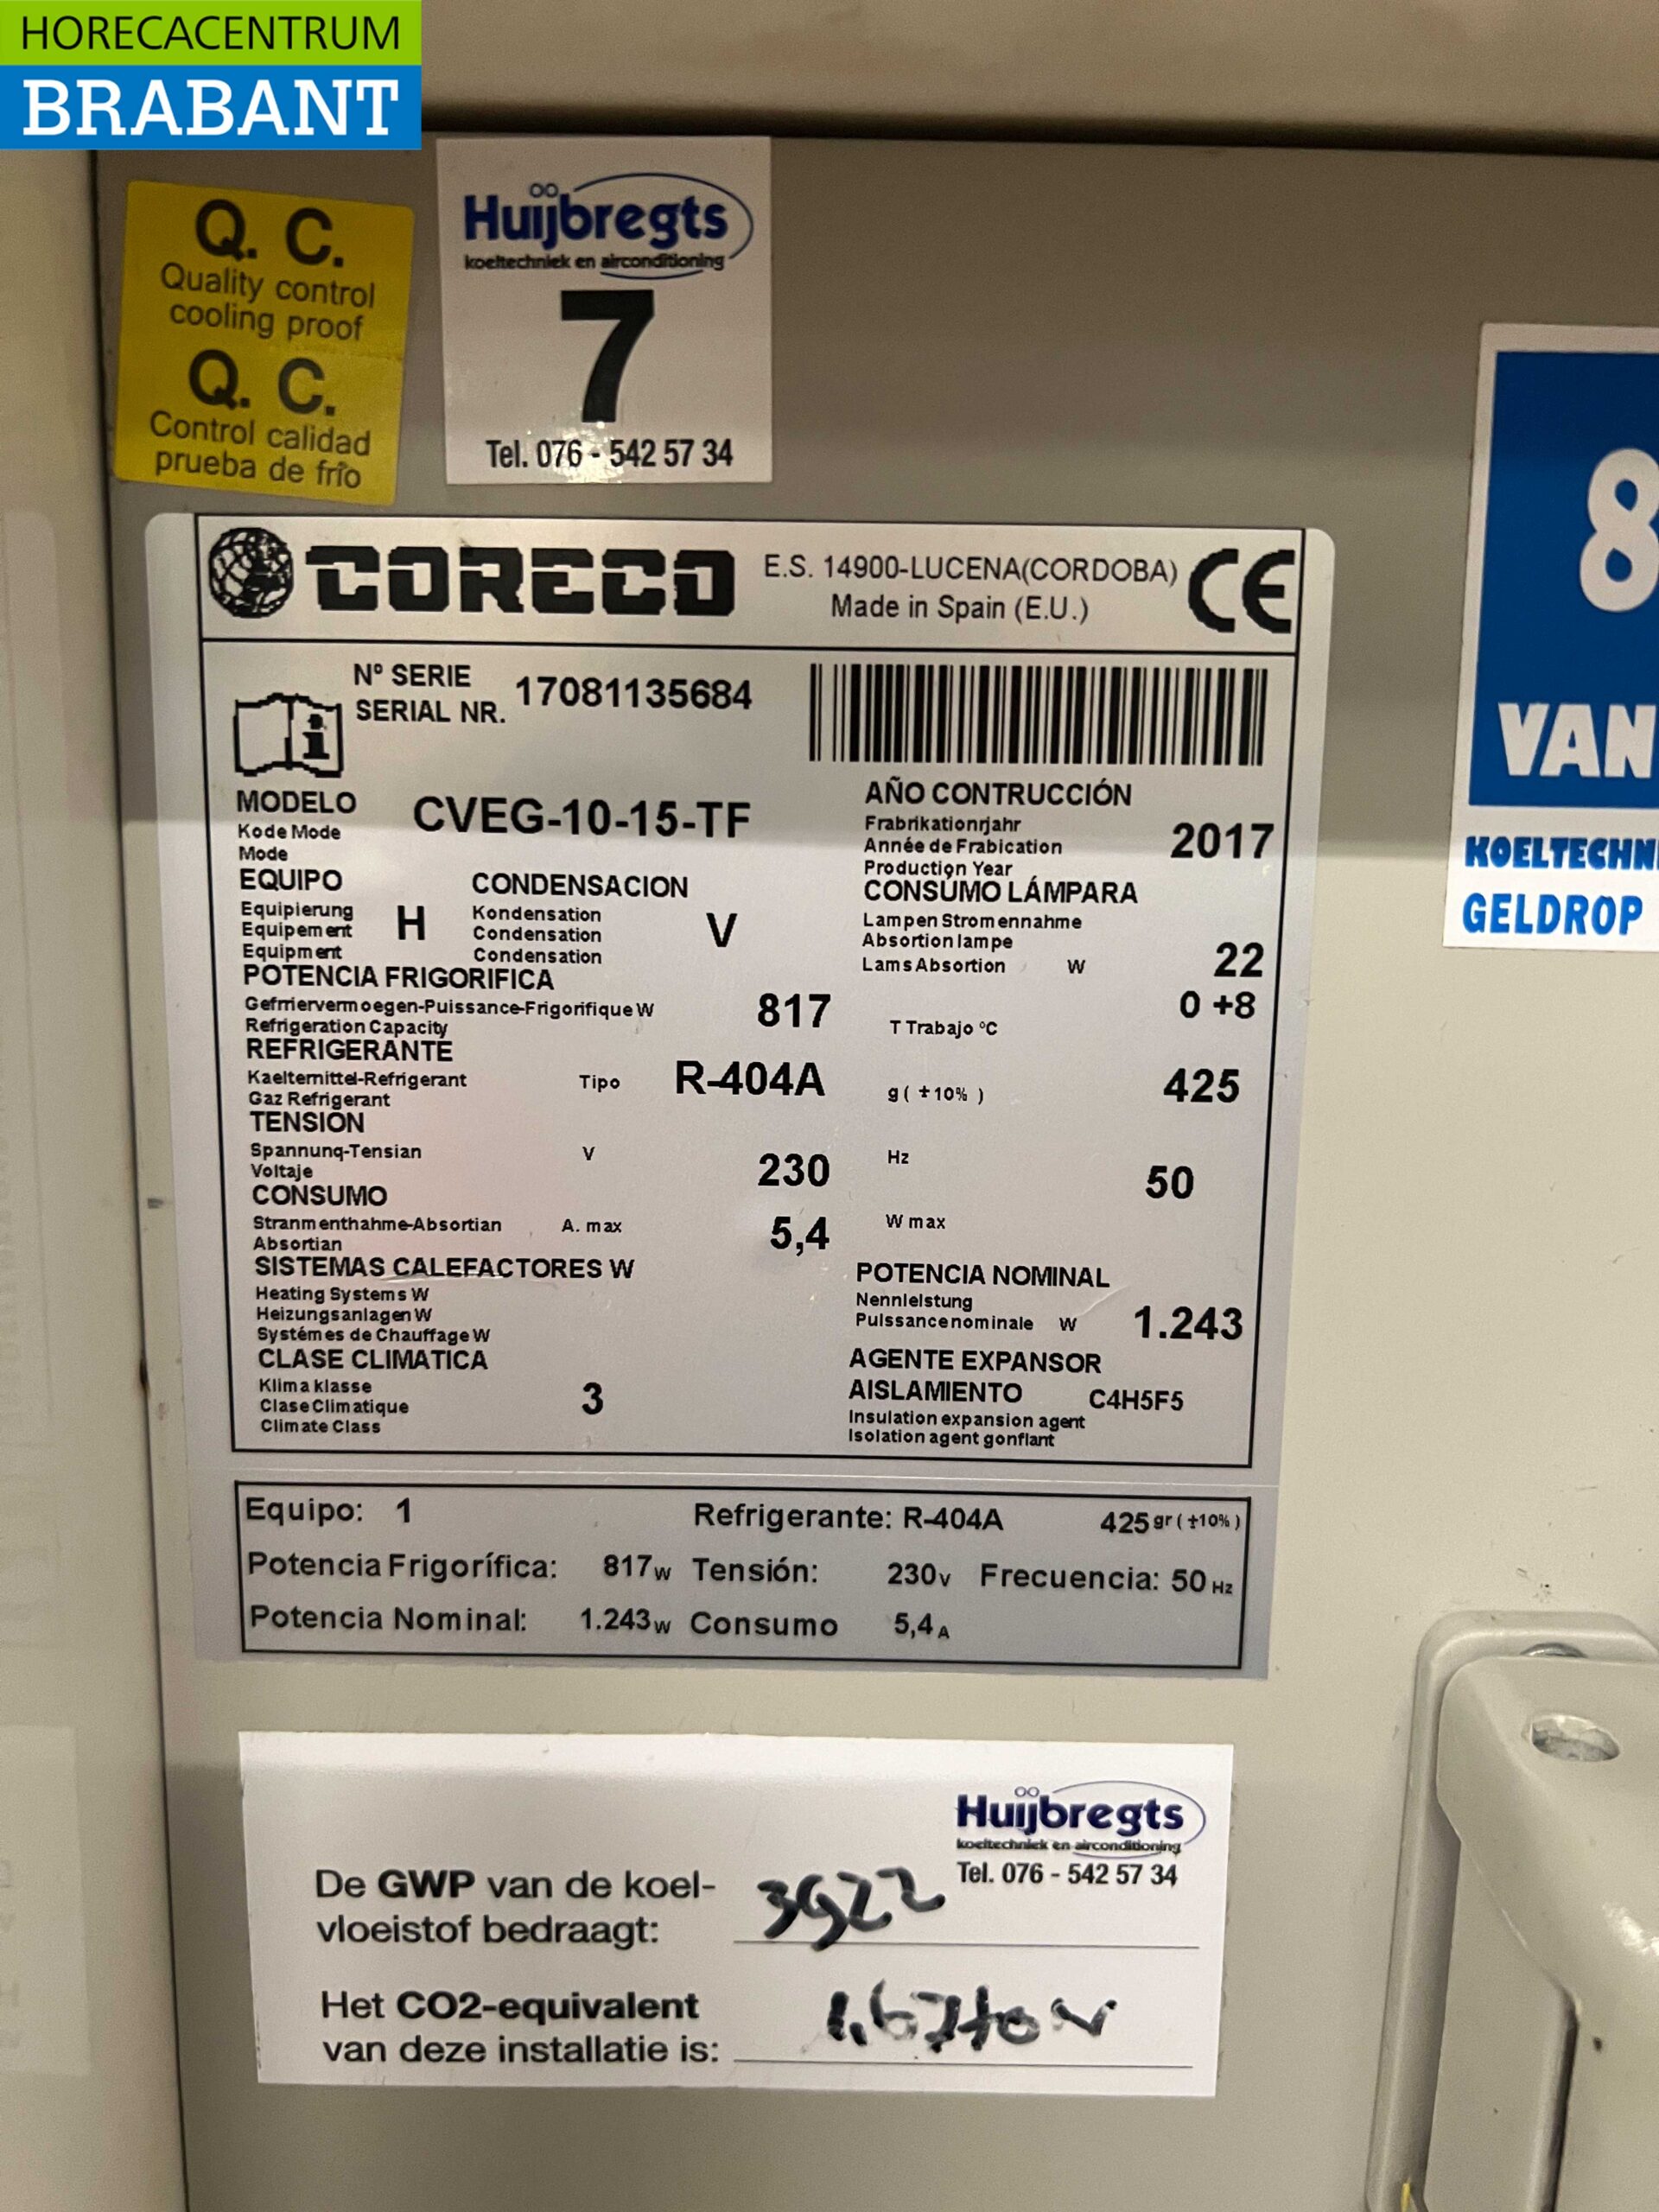 HORECACENTRUM
BRABANT
Q. C.
Quality control
cooling proof
Q. C.
Control calidad
prueba de frío
Huijbregts
koeltechniek en airconditioning
7
Tel. 076 - 542 57 34
8
VAN
KOELTECHNI
GELDROP
CORECO
E.S. 14900-LUCENA(CORDOBA)
Made in Spain (E.U.)
CE
Nº SERIE
SERIAL NR.
17081135684
MODELO
Kode Mode
Mode
CVEG-10-15-TF
AÑO CONTRUCCIÓN
Frabrikationrjahr
Année de Frabication
Production Year
2017
EQUIPO
Equipierung
Equipement
Equipment
H
CONDENSACION
Kondensation
Condensation
Condensation
V
CONSUMO LÁMPARA
Lampen Stromennahme
Absortion lampe
Lams Absortion W
22
POTENCIA FRIGORIFICA
Gefrriervermoegen-Puissance-Frigorifique W
Refrigeration Capacity
817
T Trabajo ºC
0 +8
REFRIGERANTE
Kaelternittel-Refrigerant
Gaz Refrigerant
Tipo
R-404A
g ( ±10% )
425
TENSION
Spannunq-Tensian
Voltaje
V
230
Hz
50
CONSUMO
Stranmenthahme-Absortian
Absortian
A. max
5,4
W max
SISTEMAS CALEFACTORES W
Heating Systems W
Heizungsanlagen W
Systémes de Chauffage W
POTENCIA NOMINAL
Nennleistung
Puissance nominale W
1.243
CLASE CLIMATICA
Klima klasse
Clase Climatique
Climate Class
3
AGENTE EXPANSOR
AISLAMIENTO
C4H5F5
Insulation expansion agent
Isolation agent gonflant
Equipo: 1
Refrigerante: R-404A
425 gr ( ±10% )
Potencia Frigorífica: 817 W
Tensión: 230 V
Frecuencia: 50 Hz
Potencia Nominal: 1.243 W
Consumo 5,4 A
Huijbregts
koeltechniek en airconditioning
Tel. 076 - 542 57 34
De GWP van de koel-
vloeistof bedraagt: 3922
Het CO2-equivalent
van deze installatie is: 1,67ton